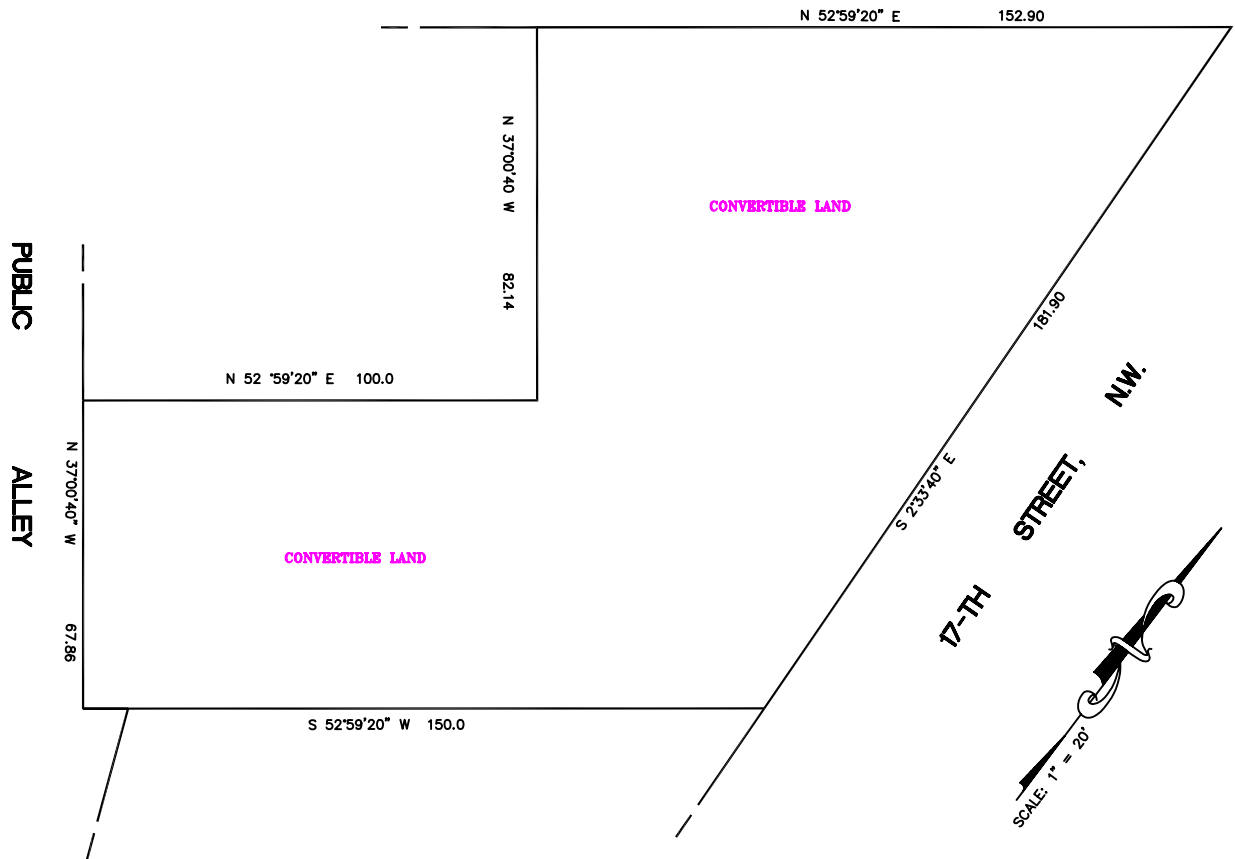 N 52°59'20" E 152.90
N 37°00'40 W 82.14
CONVERTIBLE LAND
PUBLIC ALLEY
181.90
N 52 °59'20" E 100.0
N.W.
N 37°00'40" W 67.86
S 2°33'40" E
STREET,
CONVERTIBLE LAND
17-TH
S 52°59'20" W 150.0
SCALE: 1" = 20'